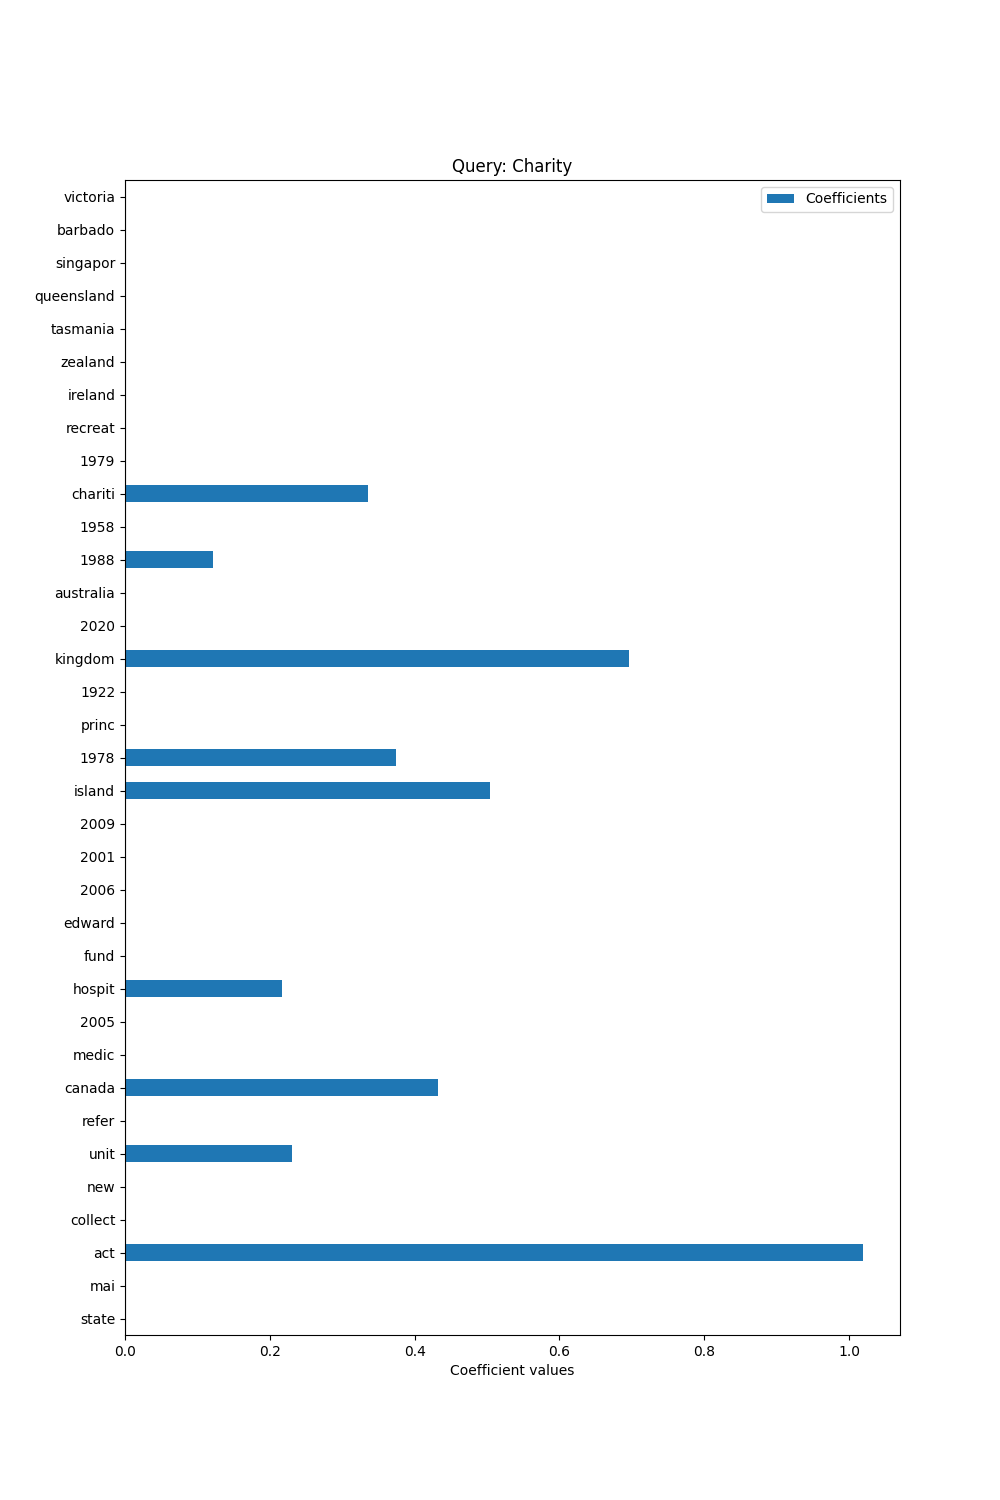 Query: Charity
Coefficients
victoria
barbado
singapor
queensland
tasmania
zealand
ireland
recreat
1979
chariti
1958
1988
australia
2020
kingdom
1922
princ
1978
island
2009
2001
2006
edward
fund
hospit
2005
medic
canada
refer
unit
new
collect
act
mai
state
0.0 0.2 0.4 0.6 0.8 1.0
Coefficient values